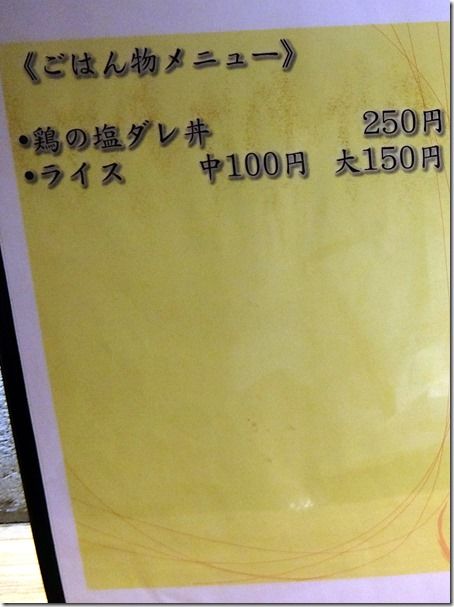 《ごはん物メニュー》
•鶏の塩ダレ丼 250円
•ライス 中100円 大150円